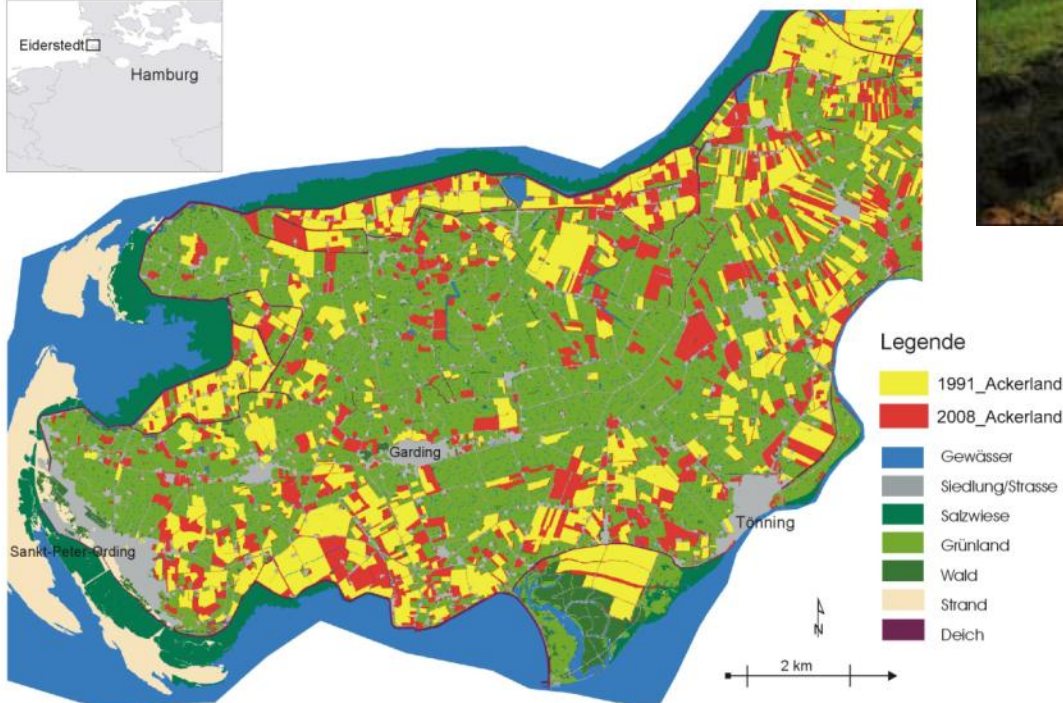 Eiderstedt
Hamburg
Garding
Sankt-Peter-Ording
Tönning
Legende
1991_Ackerland
2008_Ackerland
Gewässer
Siedlung/Strasse
Salzwiese
Grünland
Wald
Strand
Deich
N
2 km